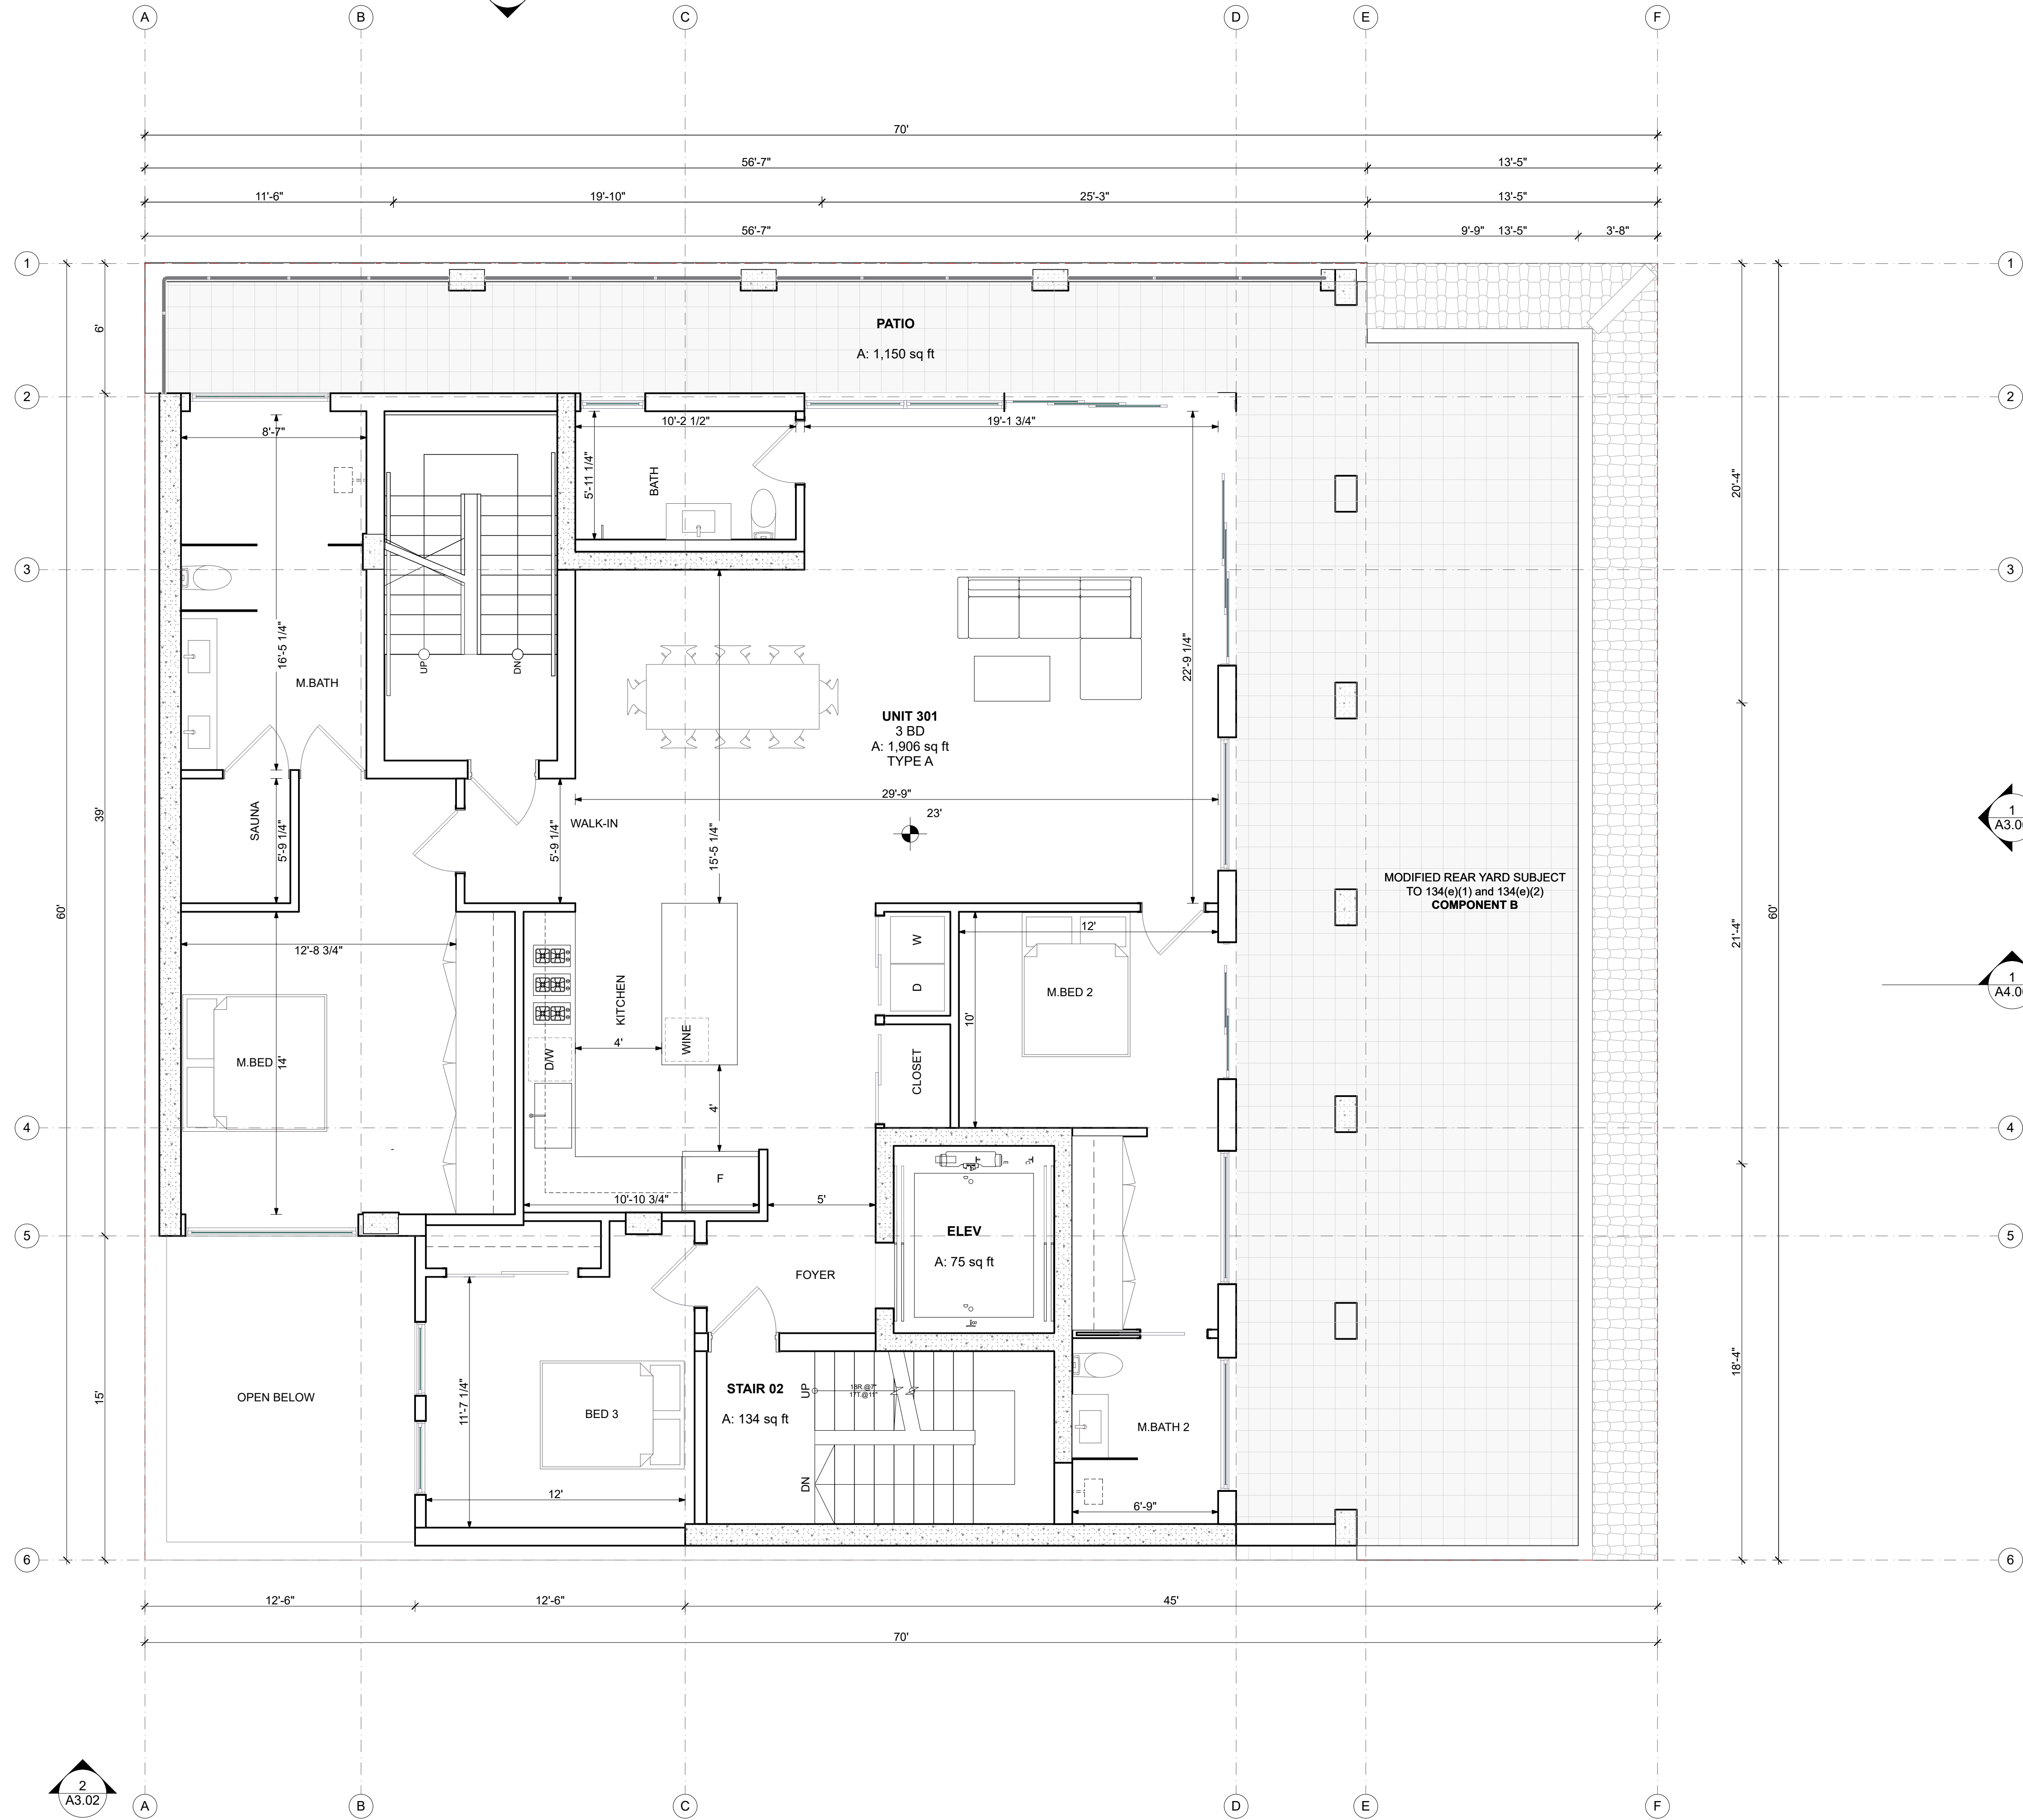 A B C D E F
70'
56'-7" 13'-5"
11'-6" 19'-10" 25'-3" 13'-5"
56'-7" 9'-9" 13'-5" 3'-8"
1 1
6'
PATIO
A: 1,150 sq ft
2 2
8'-7"
10'-2 1/2"
19'-1 3/4"
5'-11 1/4"
BATH
20'-4"
3 3
16'-5 1/4"
M.BATH
UP
DN
22'-9 1/4"
UNIT 301
3 BD
A: 1,906 sq ft
TYPE A
29'-9"
23'
39'
SAUNA
5'-9 1/4"
5'-9 1/4"
WALK-IN
15'-5 1/4"
1
60'
MODIFIED REAR YARD SUBJECT
TO 134(e)(1) and 134(e)(2)
COMPONENT B
60'
21'-4"
12'-8 3/4"
12'
W
D
M.BED 2
10'
KITCHEN
WINE
4'
D/W
M.BED
14'
CLOSET
4'
1
4 4
F
10'-10 3/4"
5'
ELEV
A: 75 sq ft
5 5
FOYER
15'
OPEN BELOW
11'-7 1/4"
BED 3
STAIR 02
A: 134 sq ft
UP
18R.@7"
17T.@11"
DN
M.BATH 2
18'-4"
12'
6'-9"
6 6
12'-6" 12'-6" 45'
70'
2
A3.02
A B C D E F